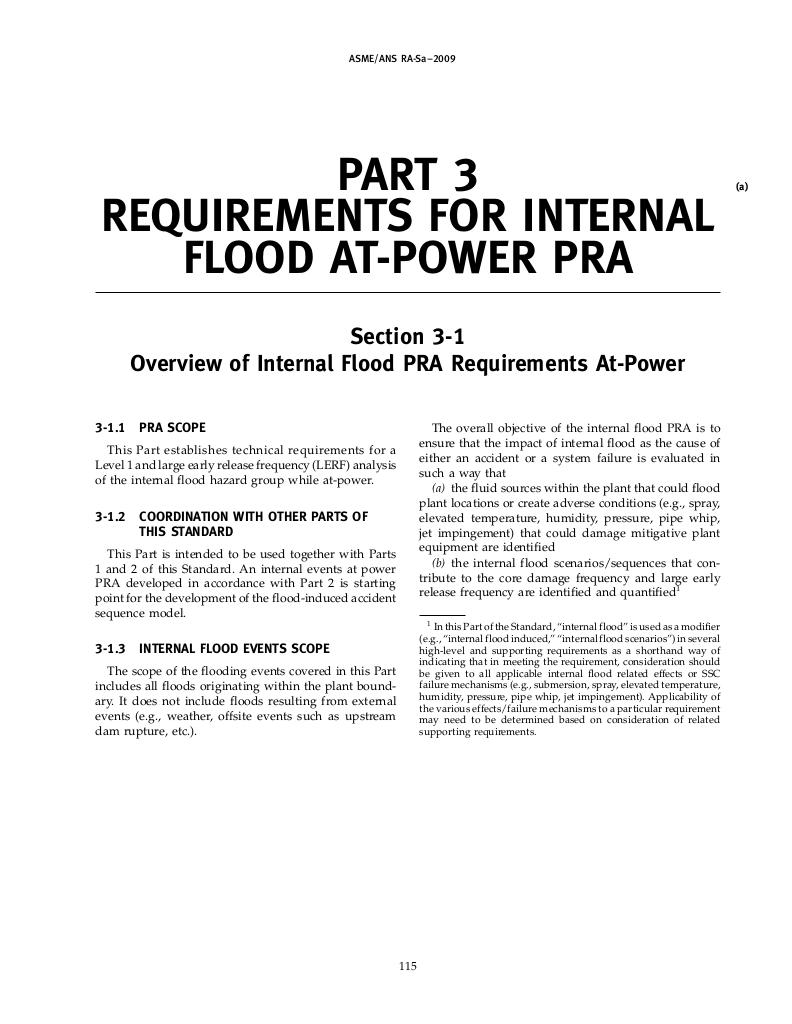 ASME/ANS RA-Sa–2009
PART 3
(a)
REQUIREMENTS FOR INTERNAL
FLOOD AT-POWER PRA
Section 3-1
Overview of Internal Flood PRA Requirements At-Power
3-1.1 PRA SCOPE
This Part establishes technical requirements for a
Level 1 and large early release frequency (LERF) analysis
of the internal flood hazard group while at-power.
3-1.2 COORDINATION WITH OTHER PARTS OF
THIS STANDARD
This Part is intended to be used together with Parts
1 and 2 of this Standard. An internal events at power
PRA developed in accordance with Part 2 is starting
point for the development of the flood-induced accident
sequence model.
3-1.3 INTERNAL FLOOD EVENTS SCOPE
The scope of the flooding events covered in this Part
includes all floods originating within the plant bound-
ary. It does not include floods resulting from external
events (e.g., weather, offsite events such as upstream
dam rupture, etc.).
The overall objective of the internal flood PRA is to
ensure that the impact of internal flood as the cause of
either an accident or a system failure is evaluated in
such a way that
(a) the fluid sources within the plant that could flood
plant locations or create adverse conditions (e.g., spray,
elevated temperature, humidity, pressure, pipe whip,
jet impingement) that could damage mitigative plant
equipment are identified
(b) the internal flood scenarios/sequences that con-
tribute to the core damage frequency and large early
release frequency are identified and quantified¹
¹ In this Part of the Standard, “internal flood” is used as a modifier
(e.g., “internal flood induced,” “internal flood scenarios”) in several
high-level and supporting requirements as a shorthand way of
indicating that in meeting the requirement, consideration should
be given to all applicable internal flood related effects or SSC
failure mechanisms (e.g., submersion, spray, elevated temperature,
humidity, pressure, pipe whip, jet impingement). Applicability of
the various effects/failure mechanisms to a particular requirement
may need to be determined based on consideration of related
supporting requirements.
115